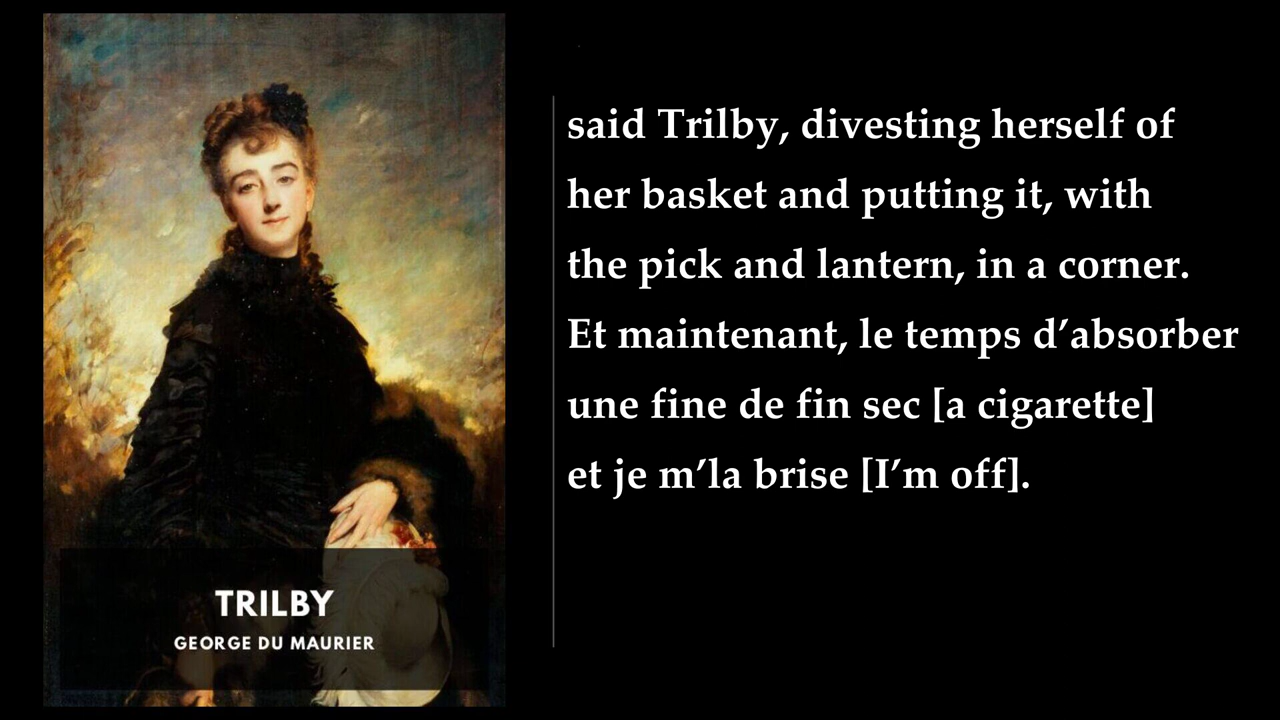 TRILBY
GEORGE DU MAURIER
said Trilby, divesting herself of
her basket and putting it, with
the pick and lantern, in a corner.
Et maintenant, le temps d’absorber
une fine de fin sec [a cigarette]
et je m’la brise [I’m off].